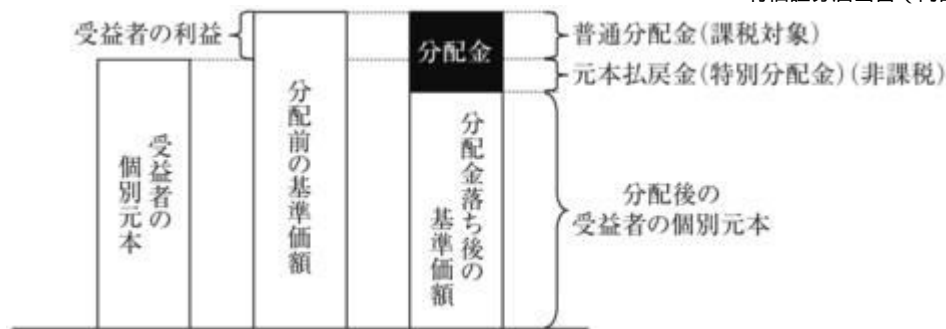 受益者の利益
分配金
普通分配金(課税対象)
元本払戻金(特別分配金)(非課税)
受益者の
個別元本
分配前の基準価額
分配金落ち後の
基準価額
分配後の
受益者の個別元本